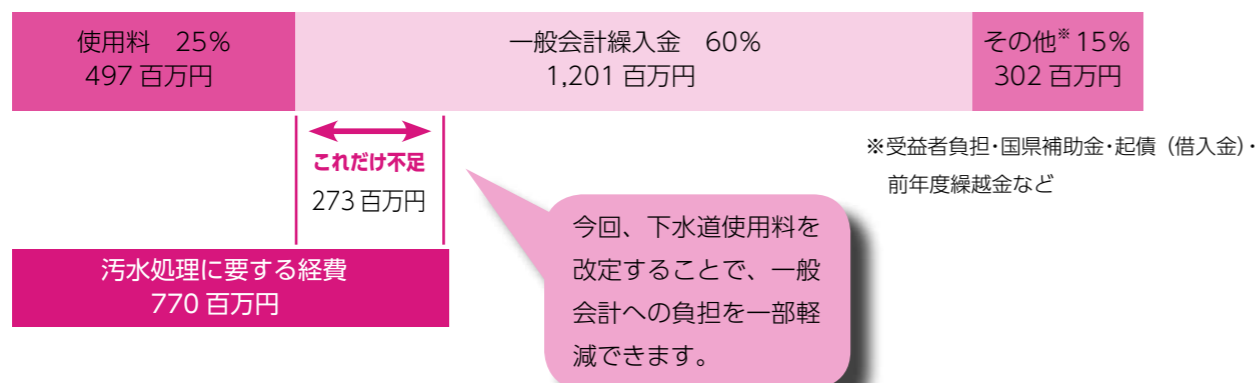 使用料　25%
497 百万円
一般会計繰入金　60%
1,201 百万円
その他※ 15%
302 百万円
これだけ不足
273 百万円
※受益者負担・国県補助金・起債（借入金）・
前年度繰越金など
今回、下水道使用料を
改定することで、一般
会計への負担を一部軽
減できます。
汚水処理に要する経費
770 百万円